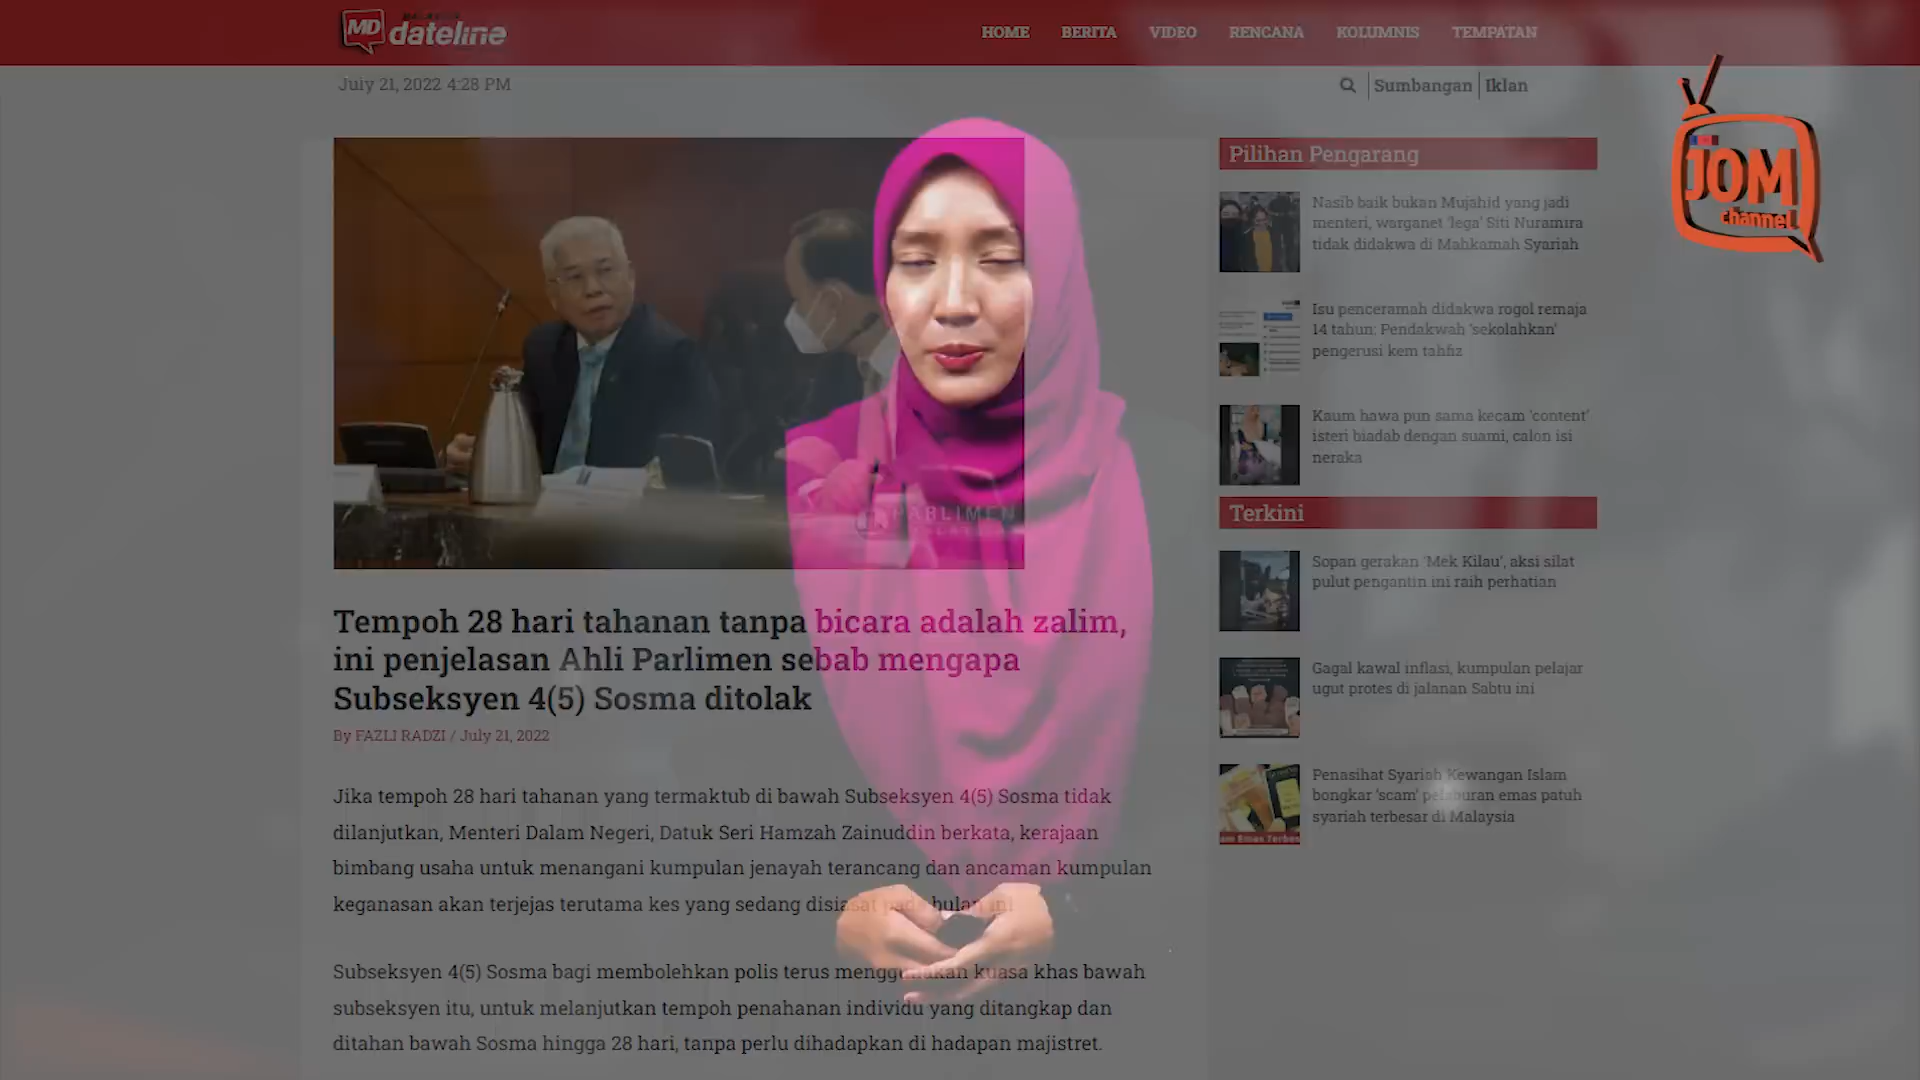 MD dateline
HOME BERITA VIDEO RENCANA KOLUMNIS TEMPATAN
July 21, 2022 4:28 PM
Sumbangan Iklan
JOM
channel
PARLIMEN
Tempoh 28 hari tahanan tanpa bicara adalah zalim,
ini penjelasan Ahli Parlimen sebab mengapa
Subseksyen 4(5) Sosma ditolak
By FAZLI RADZI / July 21, 2022
Jika tempoh 28 hari tahanan yang termaktub di bawah Subseksyen 4(5) Sosma tidak
dilanjutkan, Menteri Dalam Negeri, Datuk Seri Hamzah Zainuddin berkata, kerajaan
bimbang usaha untuk menangani kumpulan jenayah terancang dan ancaman kumpulan
keganasan akan terjejas terutama kes yang sedang disiasat pada bulan ini
Subseksyen 4(5) Sosma bagi membolehkan polis terus menggunakan kuasa khas bawah
subseksyen itu, untuk melanjutkan tempoh penahanan individu yang ditangkap dan
ditahan bawah Sosma hingga 28 hari, tanpa perlu dihadapkan di hadapan majistret.
Pilihan Pengarang
Nasib baik bukan Mujahid yang jadi
menteri, warganet 'lega' Siti Nuramira
tidak didakwa di Mahkamah Syariah
Isu penceramah didakwa rogol remaja
14 tahun: Pendakwah 'sekolahkan'
pengerusi kem tahfiz
Kaum hawa pun sama kecam 'content'
isteri biadab dengan suami, calon isi
neraka
Terkini
Sopan gerakan 'Mek Kilau', aksi silat
pulut pengantin ini raih perhatian
Gagal kawal inflasi, kumpulan pelajar
ugut protes di jalanan Sabtu ini
Penasihat Syariah Kewangan Islam
bongkar 'scam' pelaburan emas patuh
syariah terbesar di Malaysia
am Emas Terbes